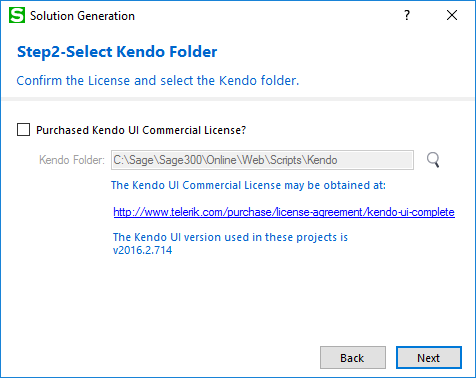 Solution Generation
Step2-Select Kendo Folder
Confirm the License and select the Kendo folder.
Purchased Kendo UI Commercial License?
Kendo Folder: C:\Sage\Sage300\Online\Web\Scripts\Kendo
The Kendo UI Commercial License may be obtained at:
http://www.telerik.com/purchase/license-agreement/kendo-ui-complete
The Kendo UI version used in these projects is
v2016.2.714
Back Next